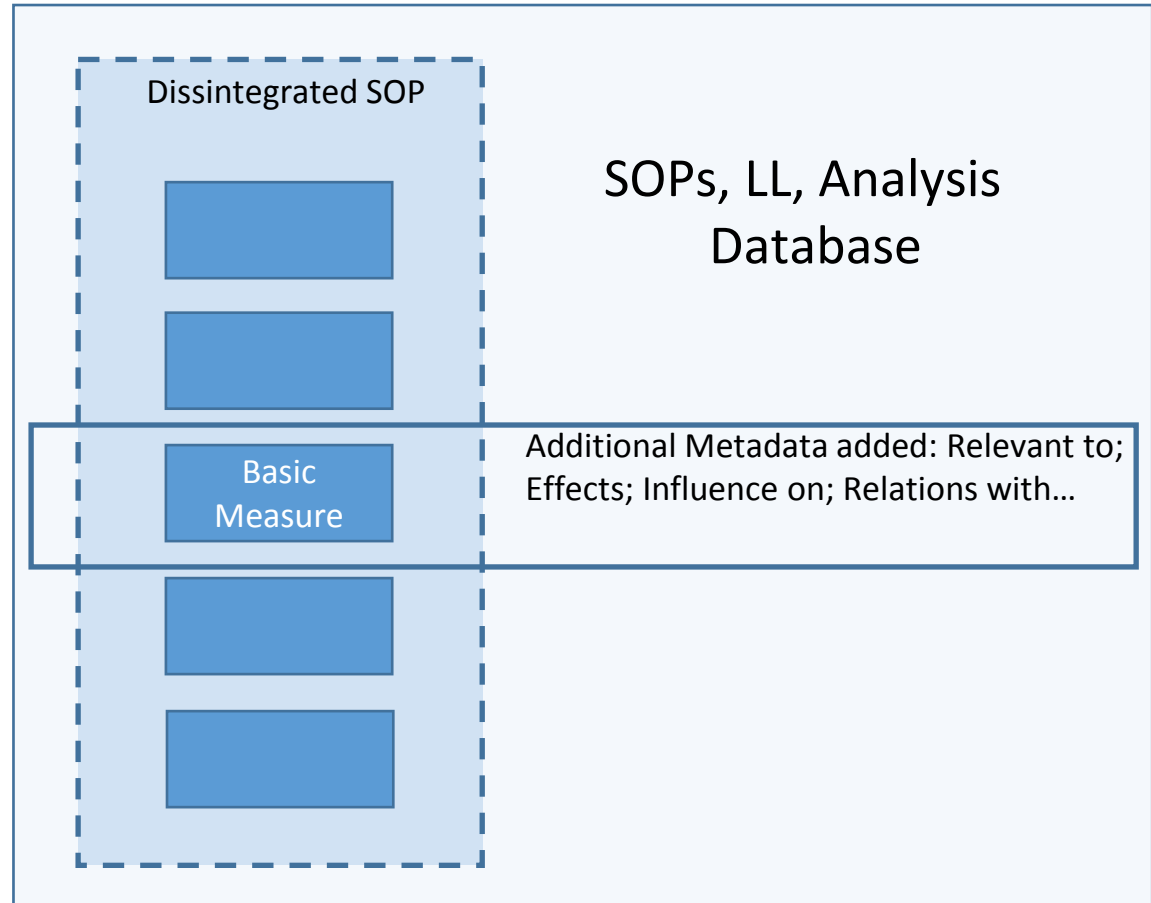 Dissintegrated SOP
SOPs, LL, Analysis
Database
Basic
Measure
Additional Metadata added: Relevant to;
Effects; Influence on; Relations with…